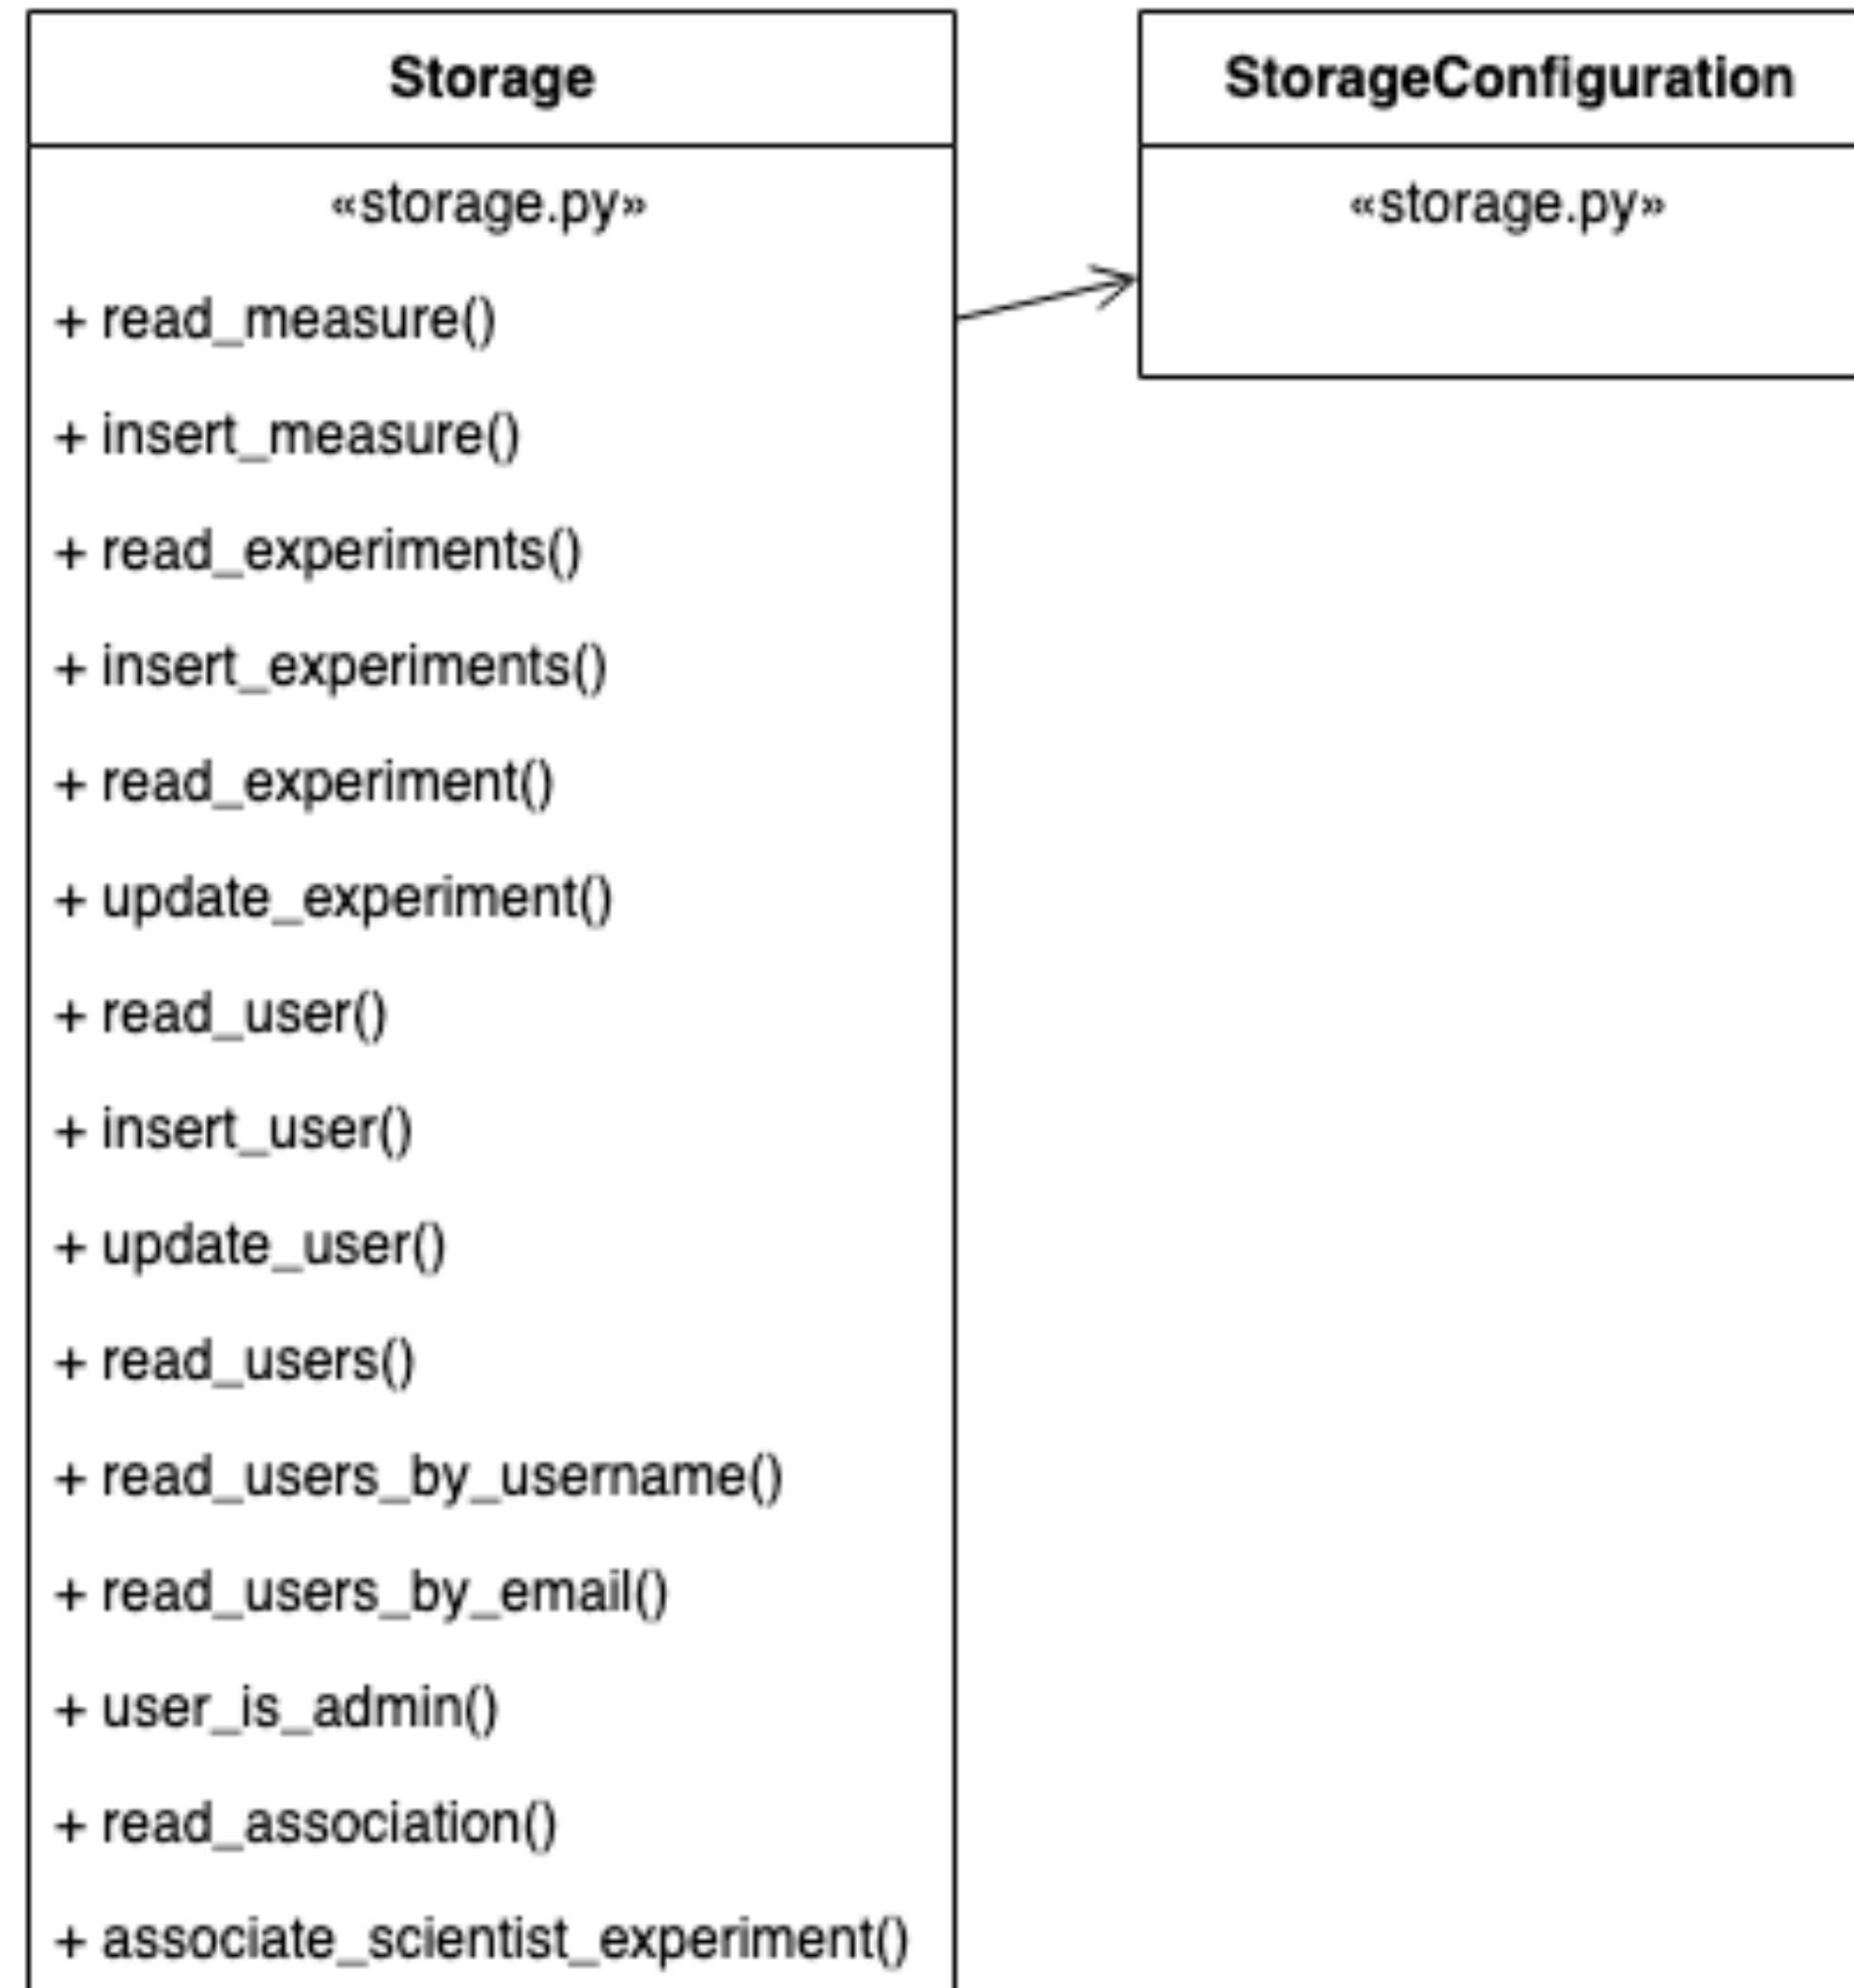 Storage
«storage.py»
+ read_measure()
+ insert_measure()
+ read_experiments()
+ insert_experiments()
+ read_experiment()
+ update_experiment()
+ read_user()
+ insert_user()
+ update_user()
+ read_users()
+ read_users_by_username()
+ read_users_by_email()
+ user_is_admin()
+ read_association()
+ associate_scientist_experiment()
StorageConfiguration
«storage.py»